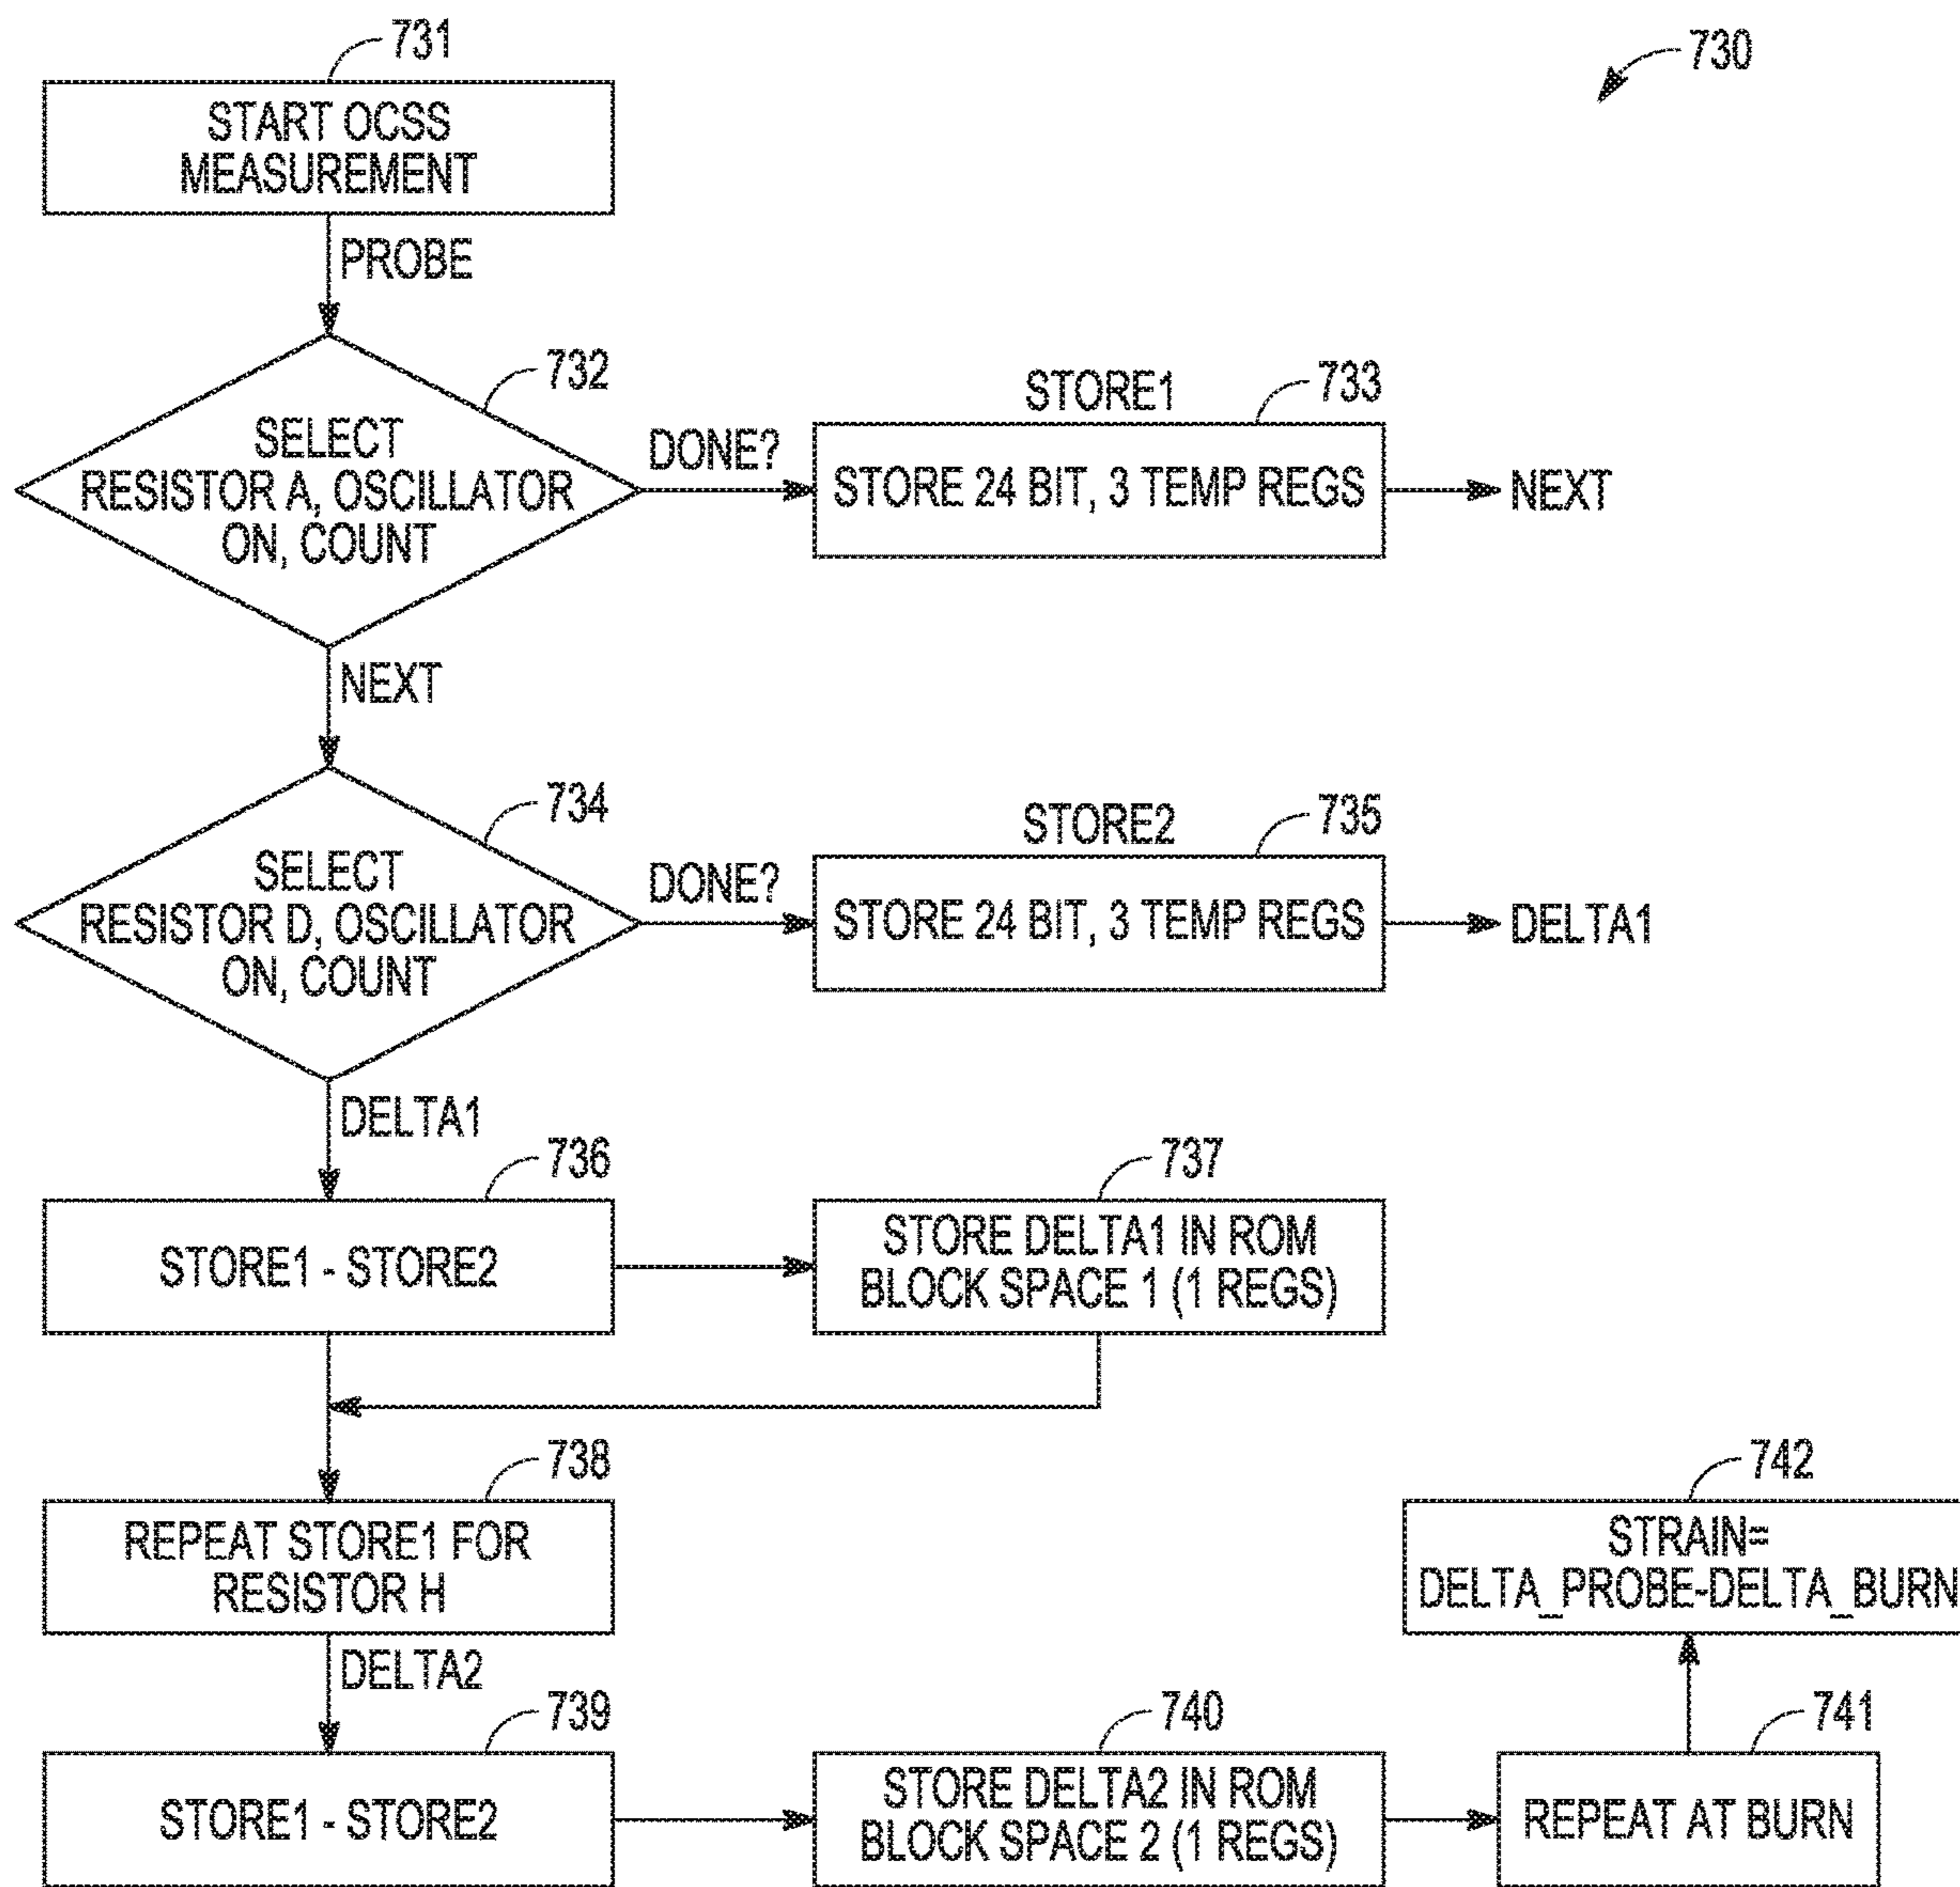 730
731
START OCSS
MEASUREMENT
PROBE
732
SELECT
RESISTOR A, OSCILLATOR
ON, COUNT
DONE?
STORE1
733
STORE 24 BIT, 3 TEMP REGS
NEXT
NEXT
734
SELECT
RESISTOR D, OSCILLATOR
ON, COUNT
DONE?
STORE2
735
STORE 24 BIT, 3 TEMP REGS
DELTA1
DELTA1
736
STORE1 - STORE2
737
STORE DELTA1 IN ROM
BLOCK SPACE 1 (1 REGS)
738
REPEAT STORE1 FOR
RESISTOR H
DELTA2
739
STORE1 - STORE2
740
STORE DELTA2 IN ROM
BLOCK SPACE 2 (1 REGS)
741
REPEAT AT BURN
742
STRAIN=
DELTA_PROBE-DELTA_BURN